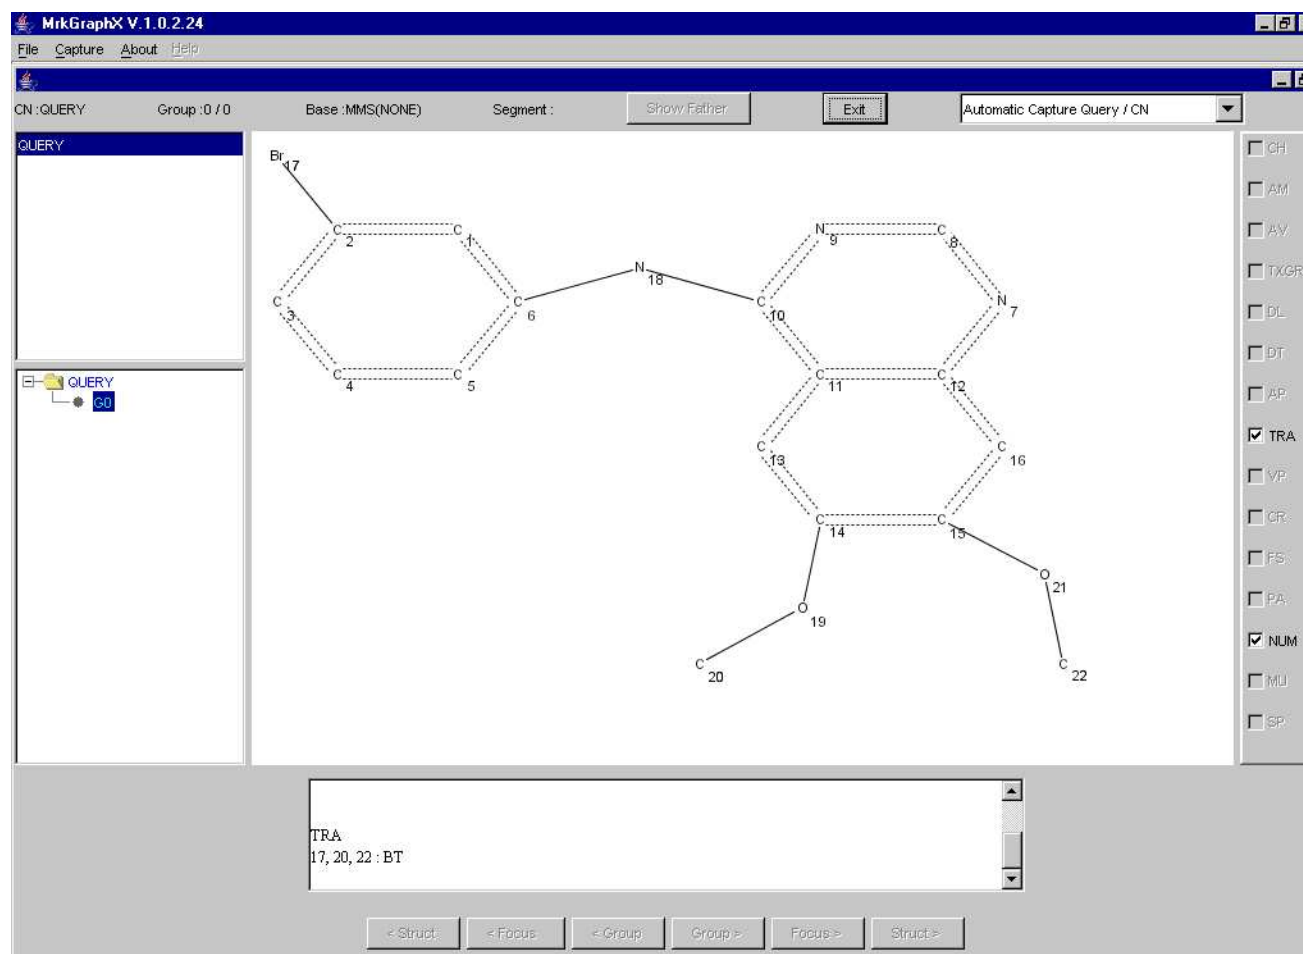 MrkGraphX V.1.0.2.24
File Capture About Help
CN :QUERY Group :0 / 0 Base :MMS(NONE) Segment : Show Father Exit Automatic Capture Query / CN
QUERY
QUERY
G0
Br
17
C
2
C
1
N
9
C
8
N
18
C
3
C
6
C
10
N
7
C
4
C
5
C
11
C
12
C
13
C
16
C
14
C
15
O
21
O
19
C
20
C
22
CH
AM
AV
TXGR
DL
DT
AP
TRA
VP
CR
FS
PA
NUM
MU
SP
TRA
17, 20, 22 : BT
< Struct < Focus < Group Group > Focus > Struct >